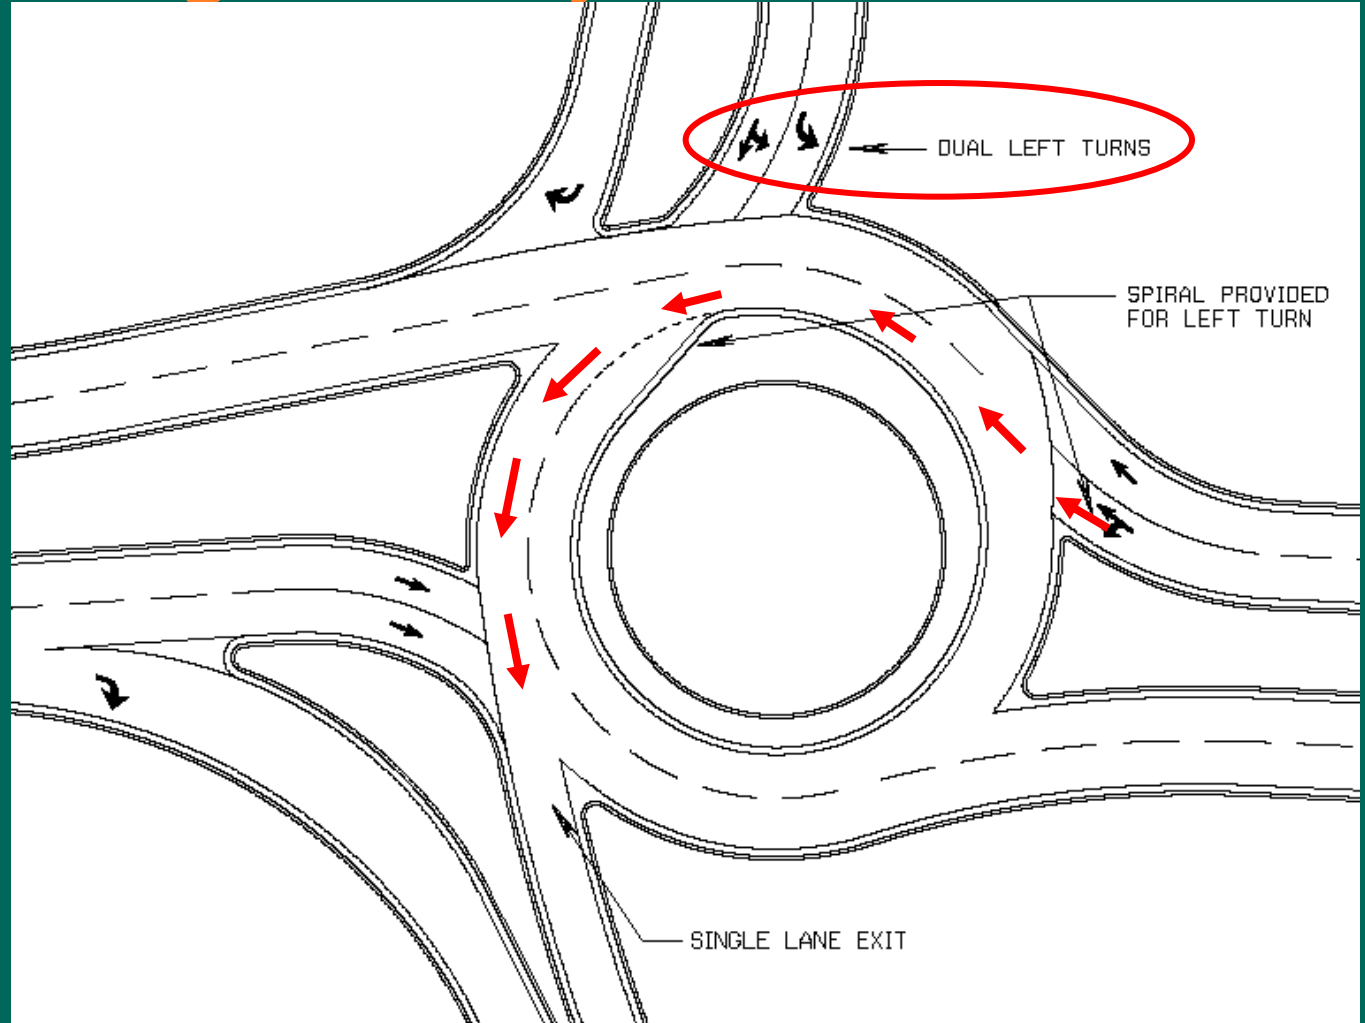 DUAL LEFT TURNS
SPIRAL PROVIDED
FOR LEFT TURN
SINGLE LANE EXIT